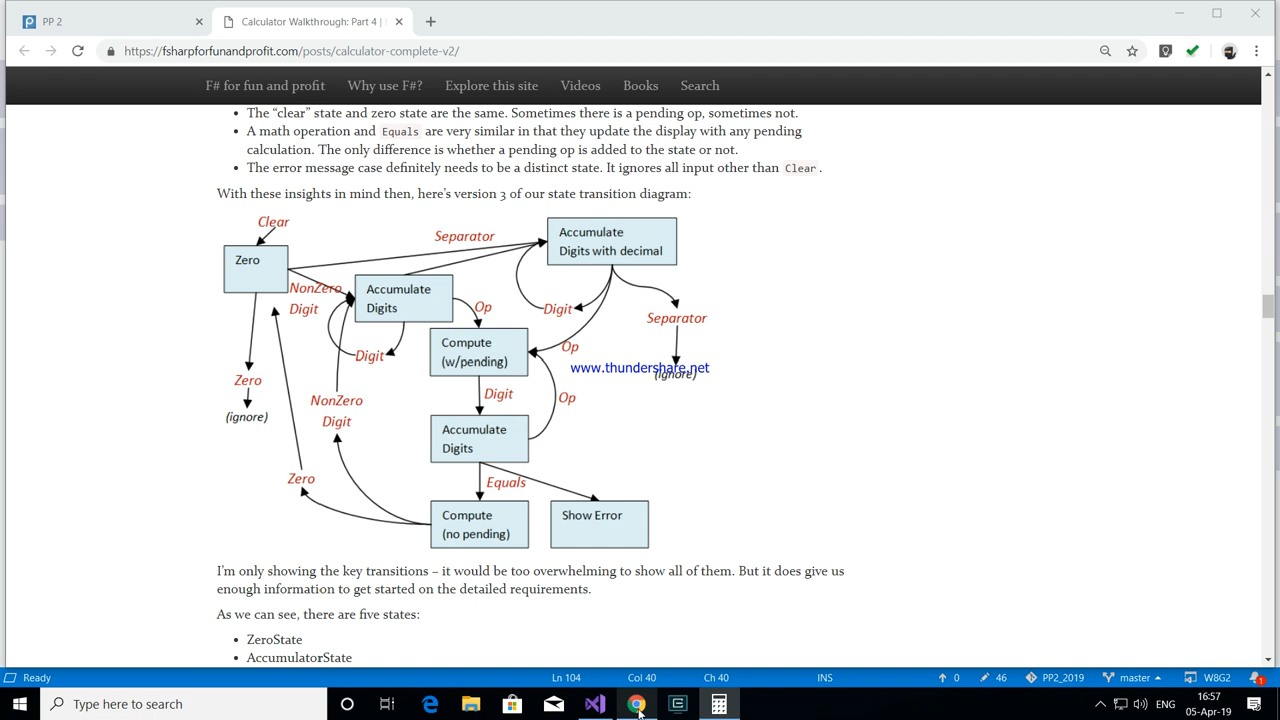 PP 2
Calculator Walkthrough: Part 4 |
https://fsharpforfunandprofit.com/posts/calculator-complete-v2/
F# for fun and profit Why use F#? Explore this site Videos Books Search
• The “clear” state and zero state are the same. Sometimes there is a pending op, sometimes not.
• A math operation and Equals are very similar in that they update the display with any pending
calculation. The only difference is whether a pending op is added to the state or not.
• The error message case definitely needs to be a distinct state. It ignores all input other than Clear.
With these insights in mind then, here’s version 3 of our state transition diagram:
Clear
Zero
Separator
Accumulate
Digits with decimal
NonZero
Digit
Accumulate
Digits
Op
Digit
Separator
Digit
Compute
(w/pending)
Op
www.thundershare.net
(ignore)
Zero
(ignore)
NonZero
Digit
Digit
Op
Accumulate
Digits
Zero
Equals
Compute
(no pending)
Show Error
I’m only showing the key transitions – it would be too overwhelming to show all of them. But it does give us
enough information to get started on the detailed requirements.
As we can see, there are five states:
• ZeroState
• AccumulatorState
Ready Ln 104 Col 40 Ch 40 INS 0 46 PP2_2019 master W8G2 1
Type here to search
16:57
05-Apr-19